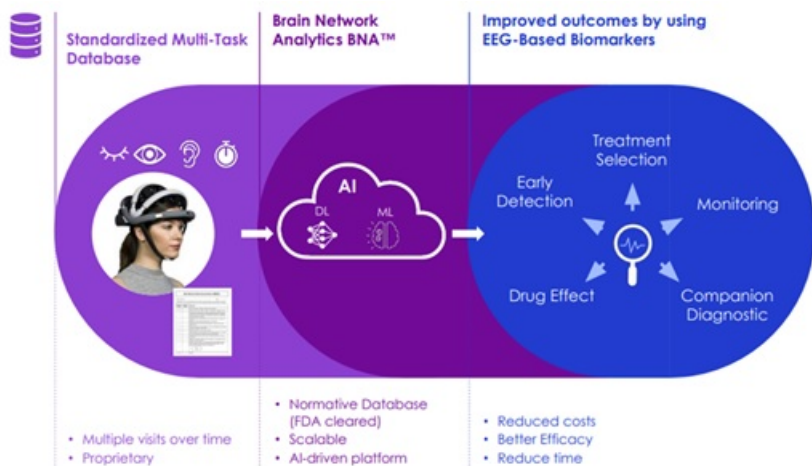 Standardized Multi-Task
Database
Brain Network
Analytics BNA™
Improved outcomes by using
EEG-Based Biomarkers
AI
DL
ML
Treatment
Selection
Early
Detection
Monitoring
Drug Effect
Companion
Diagnostic
• Multiple visits over time
• Proprietary
• Normative Database
(FDA cleared)
• Scalable
• AI-driven platform
• Reduced costs
• Better Efficacy
• Reduce time